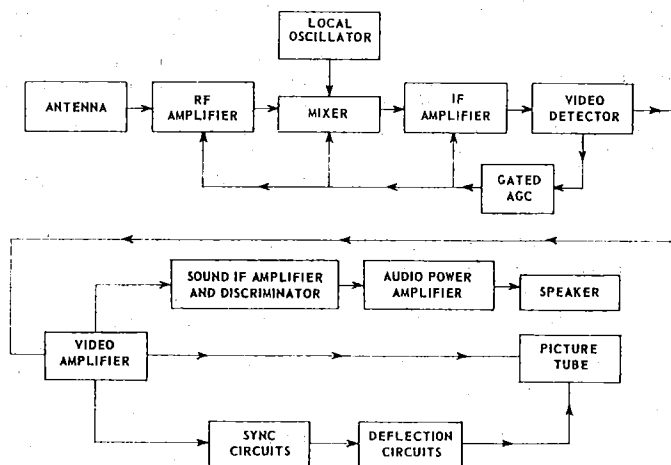 LOCAL
OSCILLATOR
ANTENNA
RF
AMPLIFIER
MIXER
IF
AMPLIFIER
VIDEO
DETECTOR
GATED
AGC
SOUND IF AMPLIFIER
AND DISCRIMINATOR
AUDIO POWER
AMPLIFIER
SPEAKER
VIDEO
AMPLIFIER
PICTURE
TUBE
SYNC
CIRCUITS
DEFLECTION
CIRCUITS